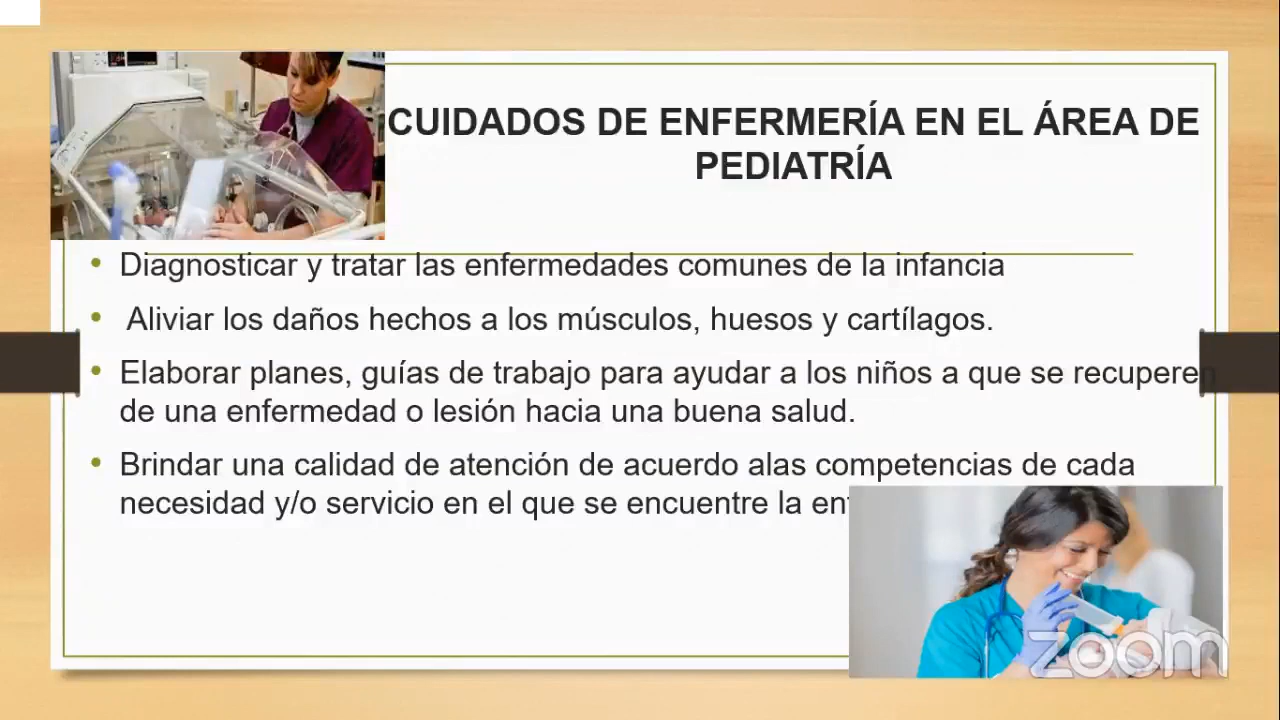 CUIDADOS DE ENFERMERÍA EN EL ÁREA DE
PEDIATRÍA
• Diagnosticar y tratar las enfermedades comunes de la infancia
• Aliviar los daños hechos a los músculos, huesos y cartílagos.
• Elaborar planes, guías de trabajo para ayudar a los niños a que se recuperen
de una enfermedad o lesión hacia una buena salud.
• Brindar una calidad de atención de acuerdo alas competencias de cada
necesidad y/o servicio en el que se encuentre la
zoom